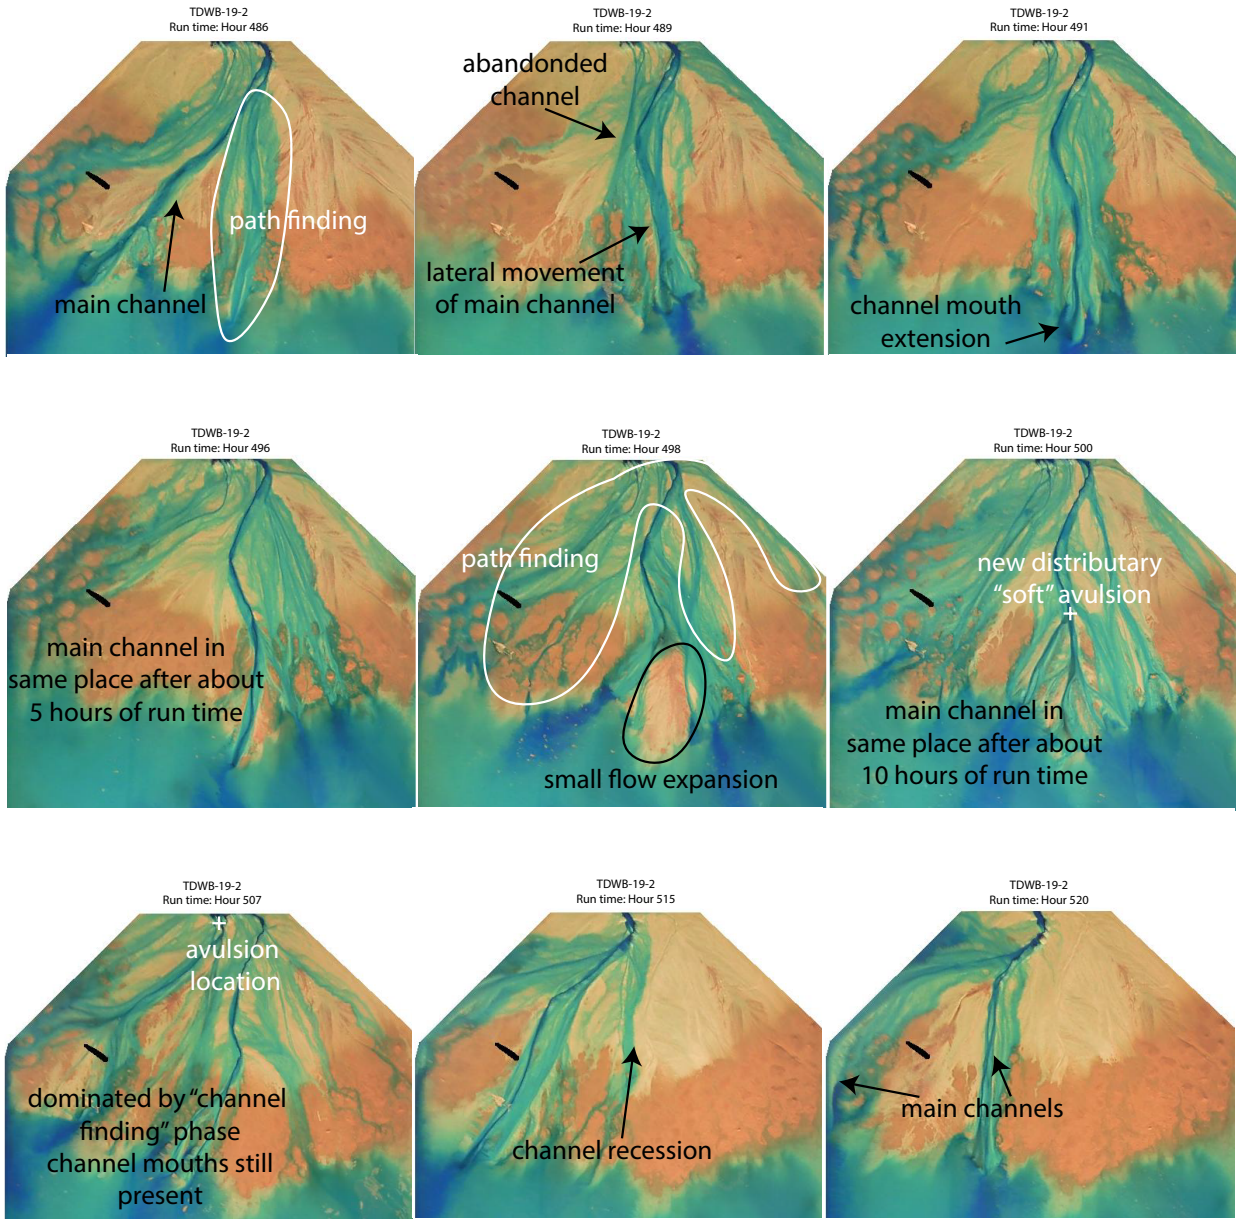 TDWB-19-2
Run time: Hour 486
path finding
main channel
TDWB-19-2
Run time: Hour 489
abandonded
channel
lateral movement
of main channel
TDWB-19-2
Run time: Hour 491
channel mouth
extension
TDWB-19-2
Run time: Hour 496
main channel in
same place after about
5 hours of run time
TDWB-19-2
Run time: Hour 498
path finding
small flow expansion
TDWB-19-2
Run time: Hour 500
new distributary
"soft" avulsion
main channel in
same place after about
10 hours of run time
TDWB-19-2
Run time: Hour 507
avulsion
location
dominated by "channel
finding" phase
channel mouths still
present
TDWB-19-2
Run time: Hour 515
channel recession
TDWB-19-2
Run time: Hour 520
main channels